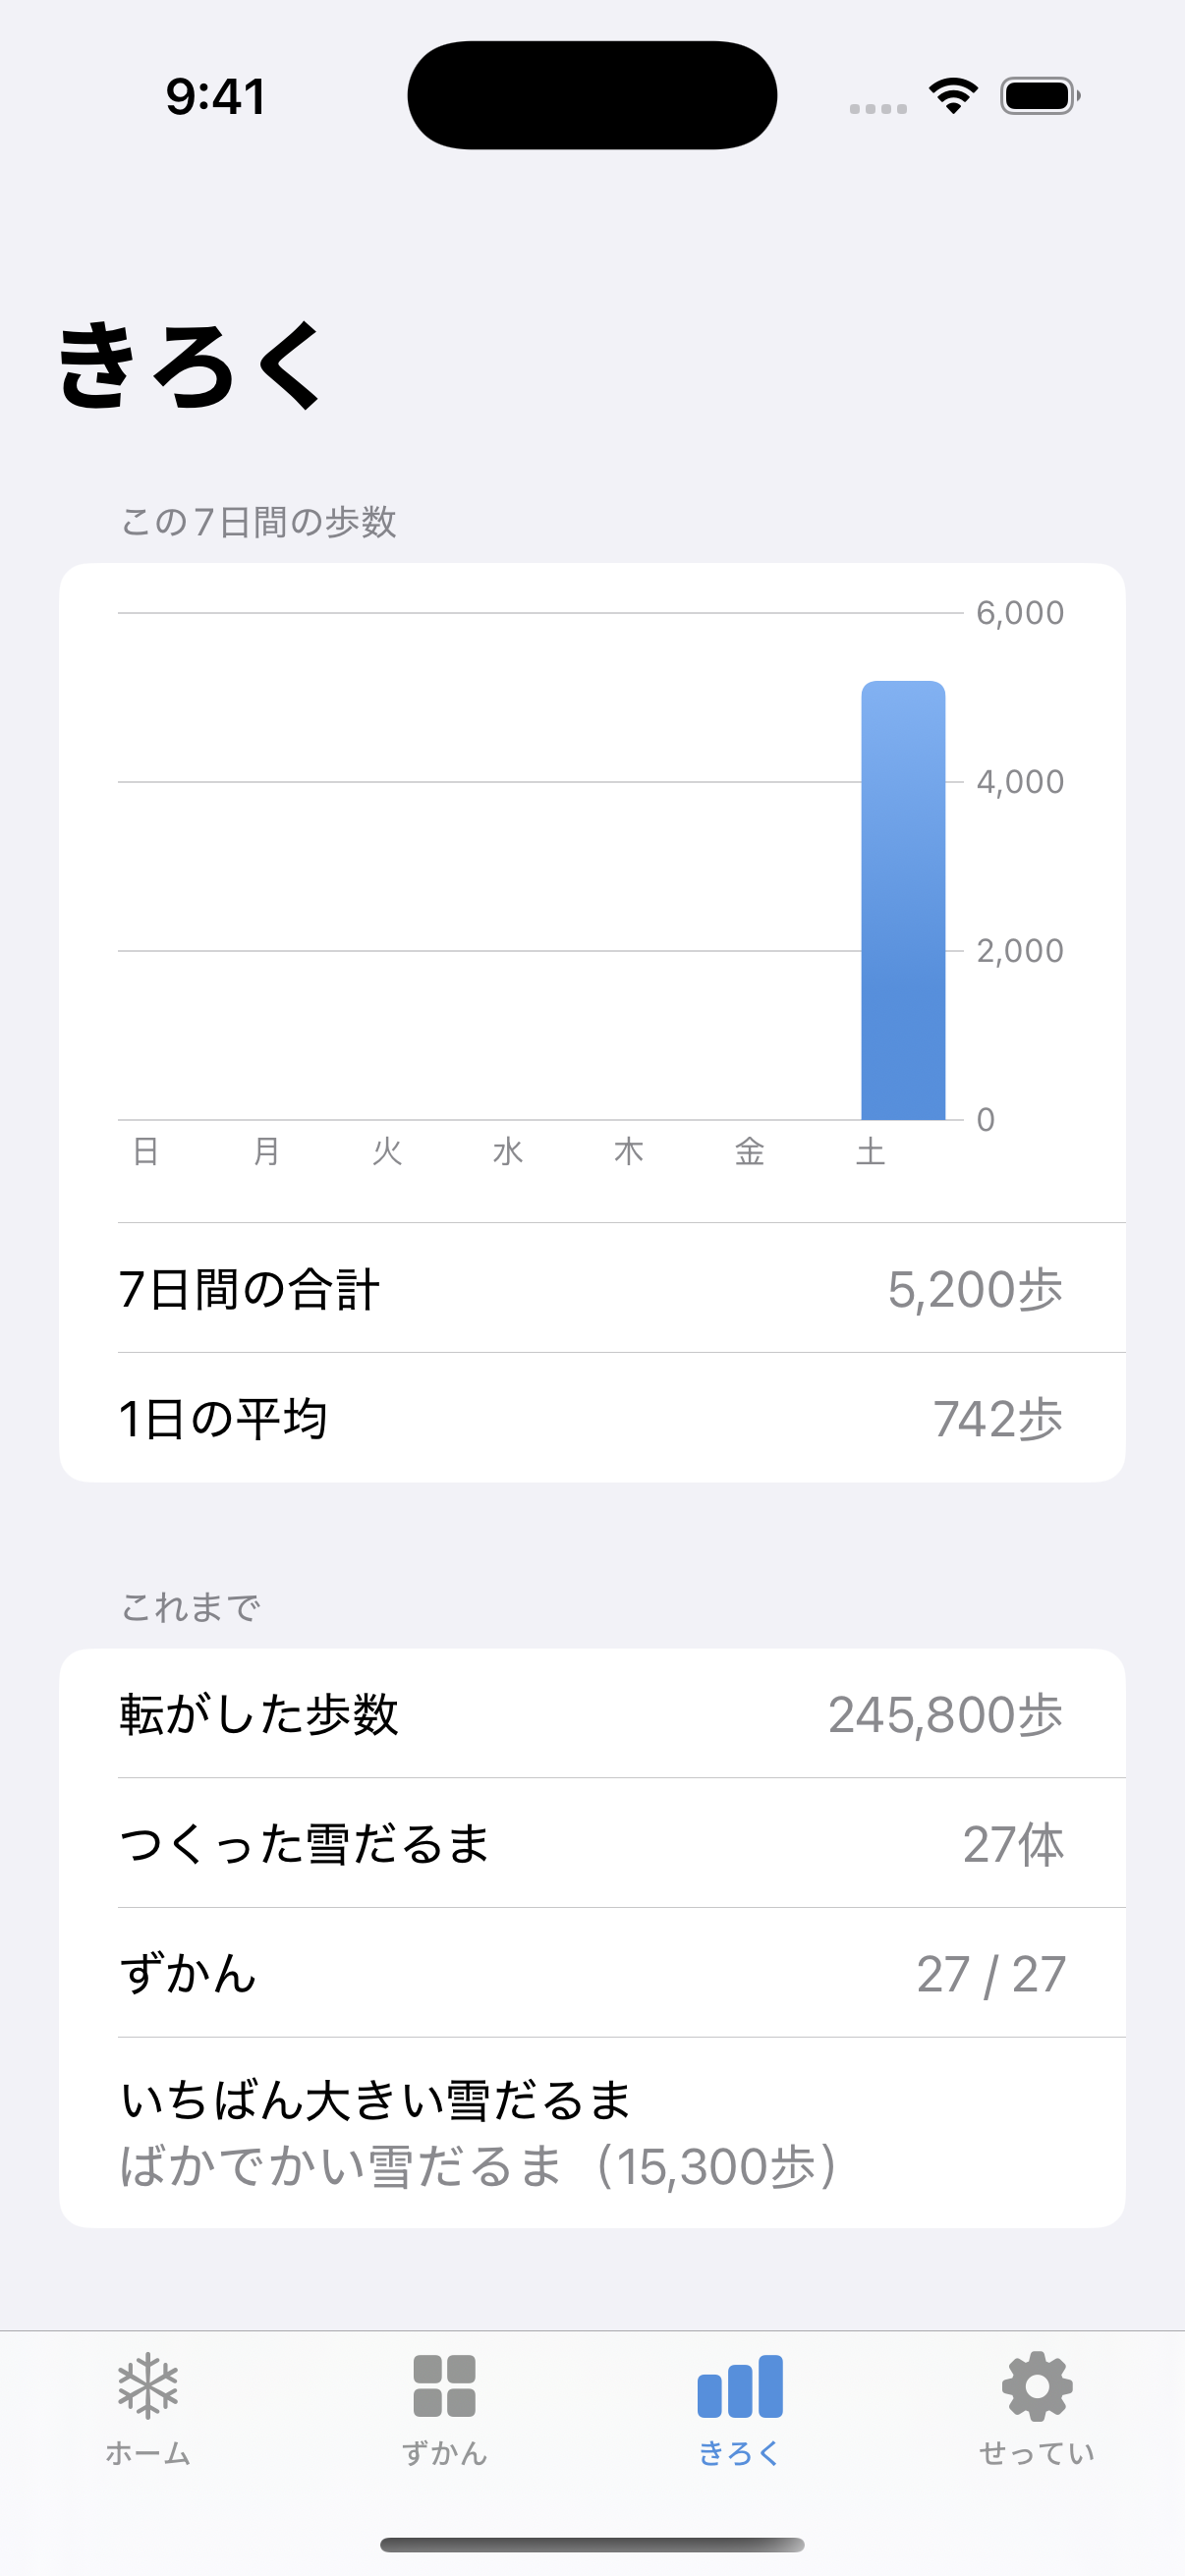 9:41
きろく
この7日間の歩数
6,000
4,000
2,000
0
日 月 火 水 木 金 土
7日間の合計 5,200歩
1日の平均 742歩
これまで
転がした歩数 245,800歩
つくった雪だるま 27体
ずかん 27 / 27
いちばん大きい雪だるま
ばかでかい雪だるま（15,300歩）
ホーム ずかん きろく せってい